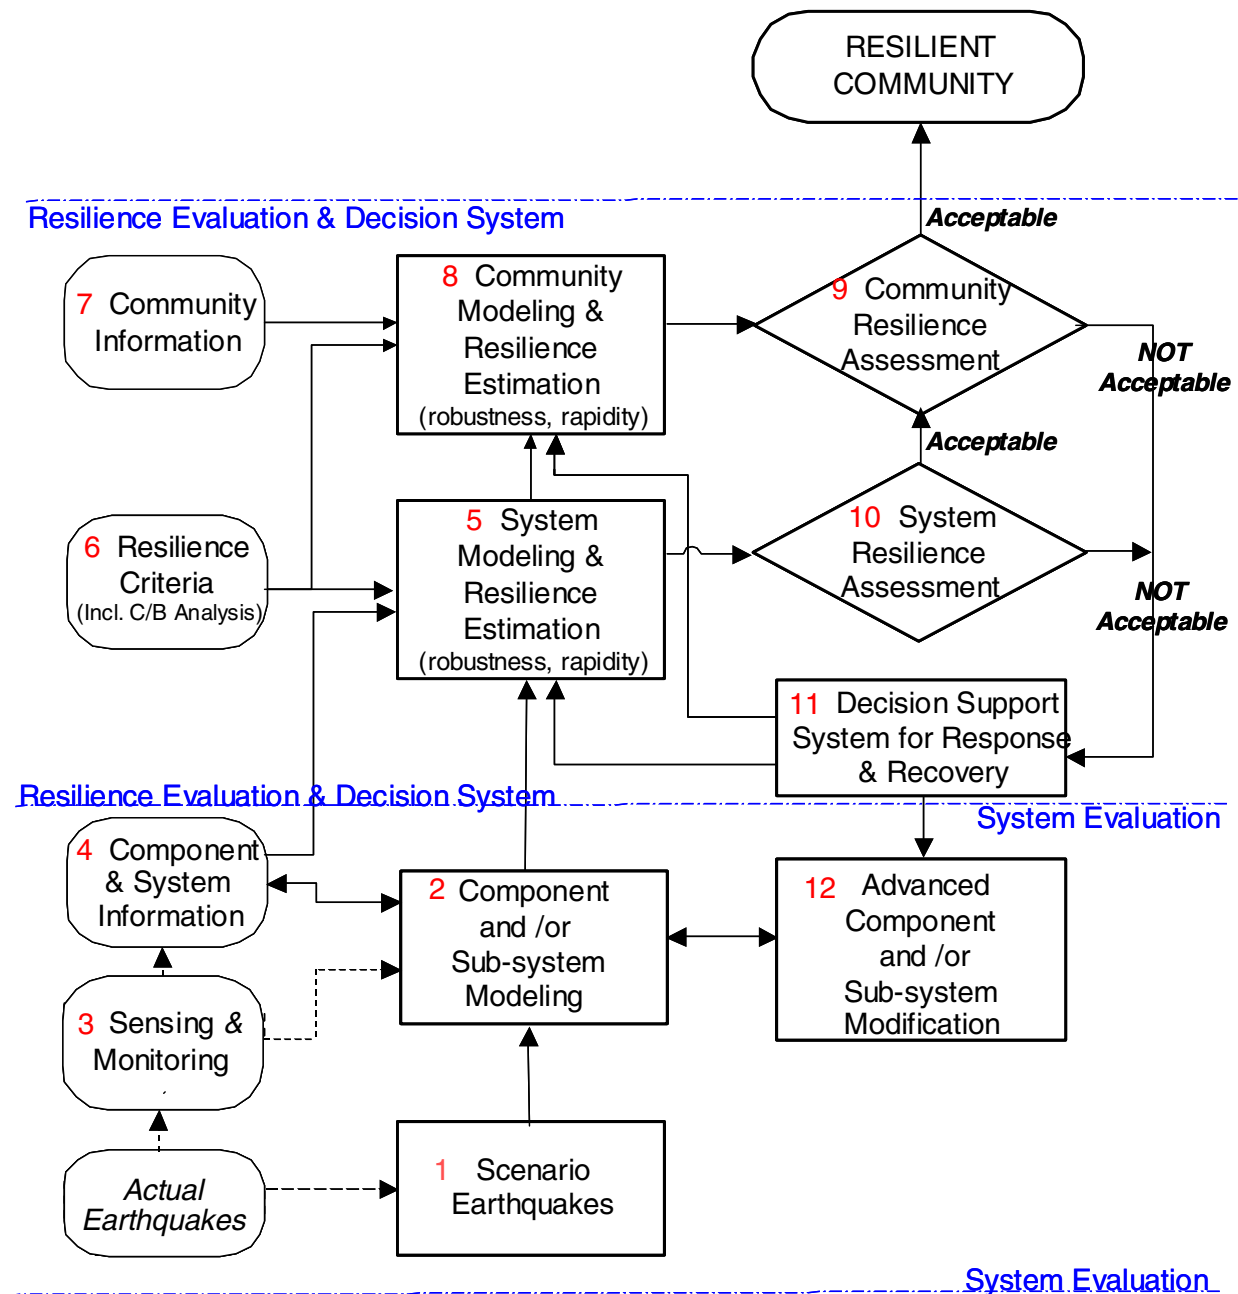 RESILIENT
COMMUNITY
Resilience Evaluation & Decision System
Acceptable
7 Community
Information
8 Community
Modeling &
Resilience
Estimation
(robustness, rapidity)
9 Community
Resilience
Assessment
NOT
Acceptable
Acceptable
6 Resilience
Criteria
(Incl. C/B Analysis)
5 System
Modeling &
Resilience
Estimation
(robustness, rapidity)
10 System
Resilience
Assessment
NOT
Acceptable
11 Decision Support
System for Response
& Recovery
Resilience Evaluation & Decision System
System Evaluation
4 Component
& System
Information
2 Component
and /or
Sub-system
Modeling
12 Advanced
Component
and /or
Sub-system
Modification
3 Sensing &
Monitoring
.
Actual
Earthquakes
1 Scenario
Earthquakes
System Evaluation